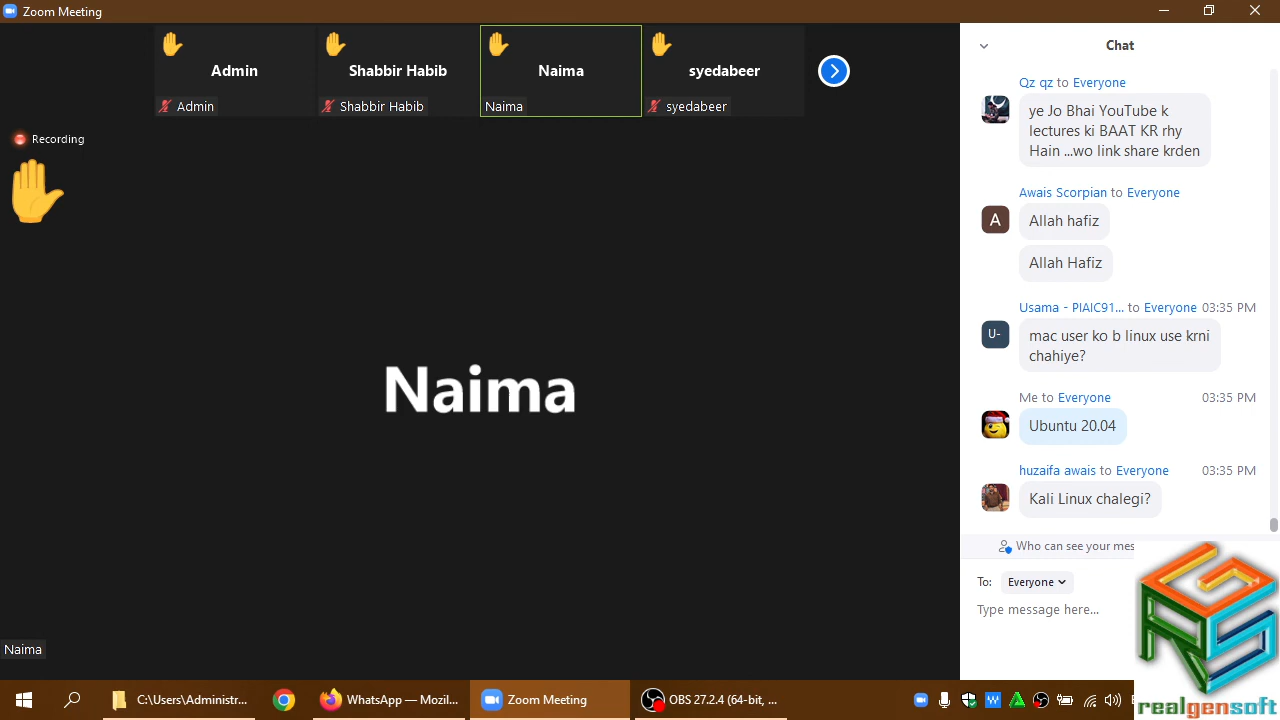 Zoom Meeting
Admin
Shabbir Habib
Naima
syedabeer
Admin
Shabbir Habib
Naima
syedabeer
Recording
Naima
Naima
Chat
Qz qz to Everyone
ye Jo Bhai YouTube k
lectures ki BAAT KR rhy
Hain ...wo link share krden
Awais Scorpian to Everyone
A
Allah hafiz
Allah Hafiz
Usama - PIAIC91... to Everyone 03:35 PM
U-
mac user ko b linux use krni
chahiye?
Me to Everyone 03:35 PM
Ubuntu 20.04
huzaifa awais to Everyone 03:35 PM
Kali Linux chalegi?
Who can see your mes
To: Everyone
Type message here...
realgensoft
C:\Users\Administr...
WhatsApp — Mozil...
Zoom Meeting
OBS 27.2.4 (64-bit, ...